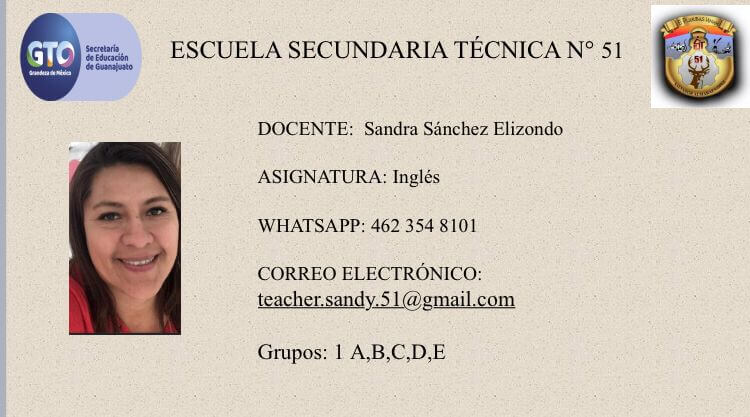 GTO
Grandeza de México
Secretaría
de Educación
de Guanajuato
ESCUELA SECUNDARIA TÉCNICA N° 51
51
DOCENTE:  Sandra Sánchez Elizondo
ASIGNATURA: Inglés
WHATSAPP: 462 354 8101
CORREO ELECTRÓNICO:
teacher.sandy.51@gmail.com
Grupos: 1 A,B,C,D,E